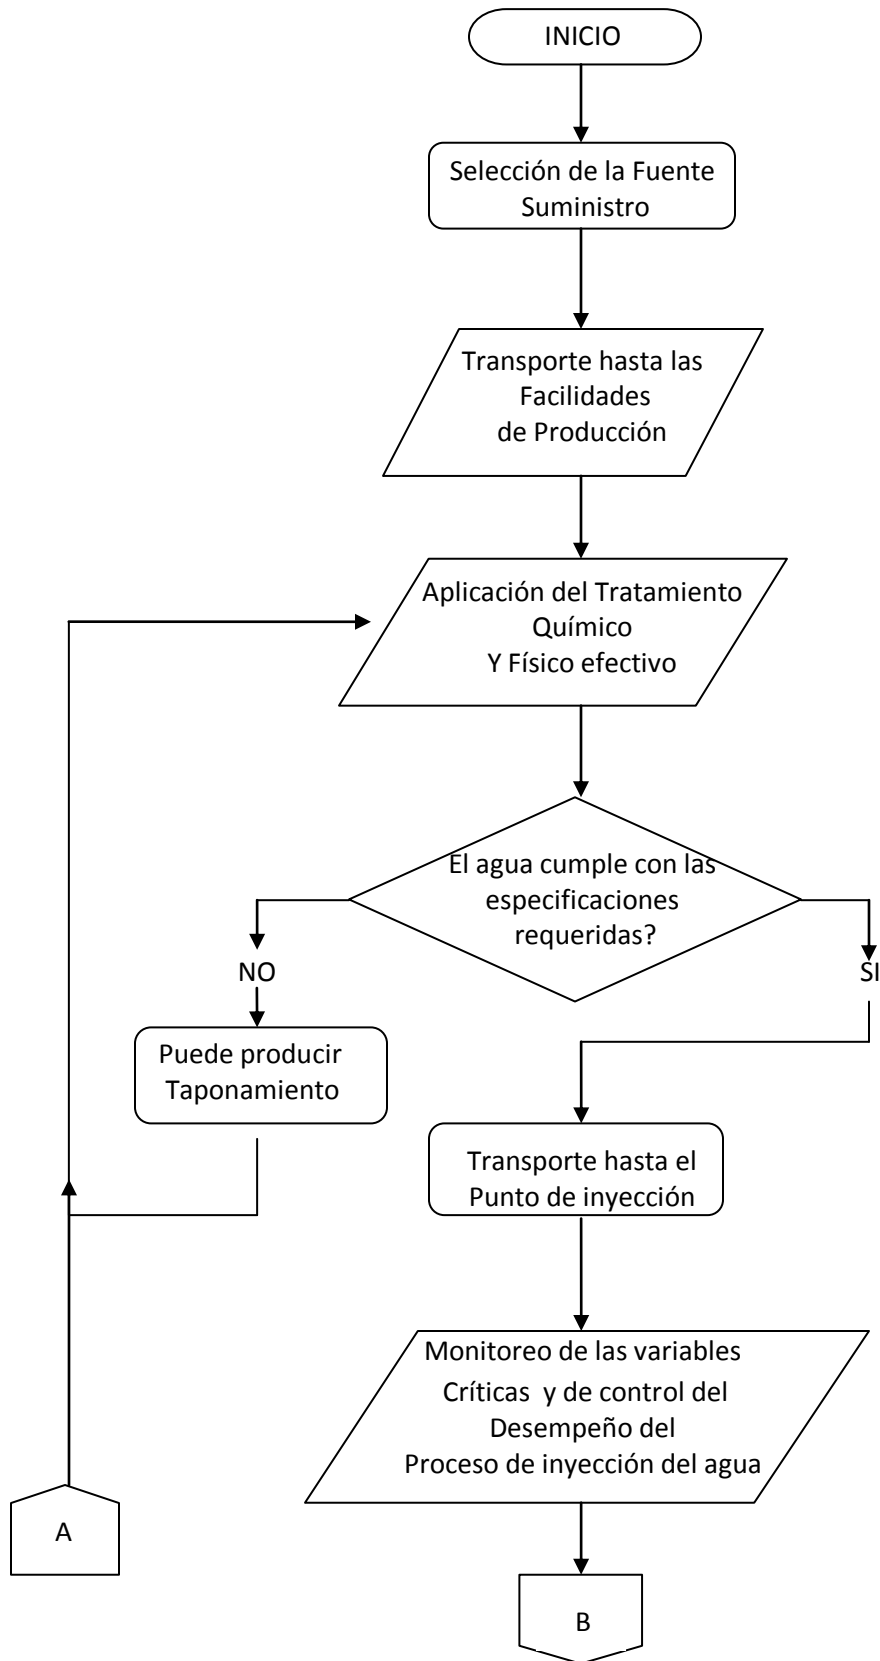 INICIO
Selección de la Fuente
Suministro
Transporte hasta las
Facilidades
de Producción
Aplicación del Tratamiento
Químico
Y Físico efectivo
El agua cumple con las
especificaciones
requeridas?
NO
SI
Puede producir
Taponamiento
Transporte hasta el
Punto de inyección
Monitoreo de las variables
Críticas y de control del
Desempeño del
Proceso de inyección del agua
A
B